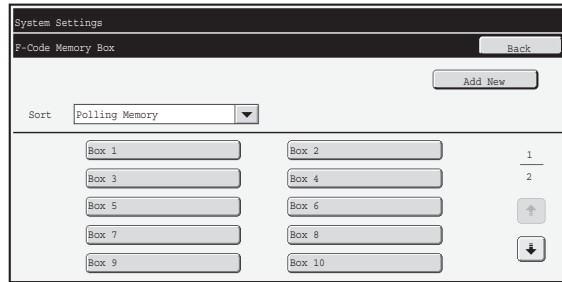 System Settings
F-Code Memory Box
Back
Add New
Sort
Polling Memory
Box 1
Box 2
1
Box 3
Box 4
2
Box 5
Box 6
Box 7
Box 8
Box 9
Box 10